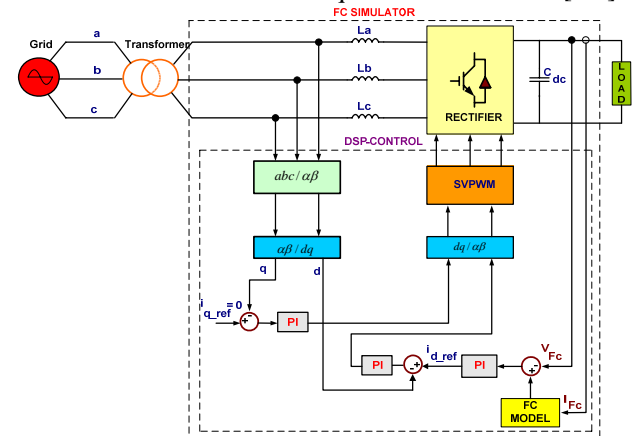 FC SIMULATOR
Grid
a
Transformer
La
b
Lb
c
Lc
RECTIFIER
C dc
LOAD
DSP-CONTROL
abc/αβ
SVPWM
αβ/dq
dq/αβ
q
d
i q_ref = 0
+
-
PI
PI
-
+
i d_ref
PI
+
-
V Fc
I Fc
FC
MODEL